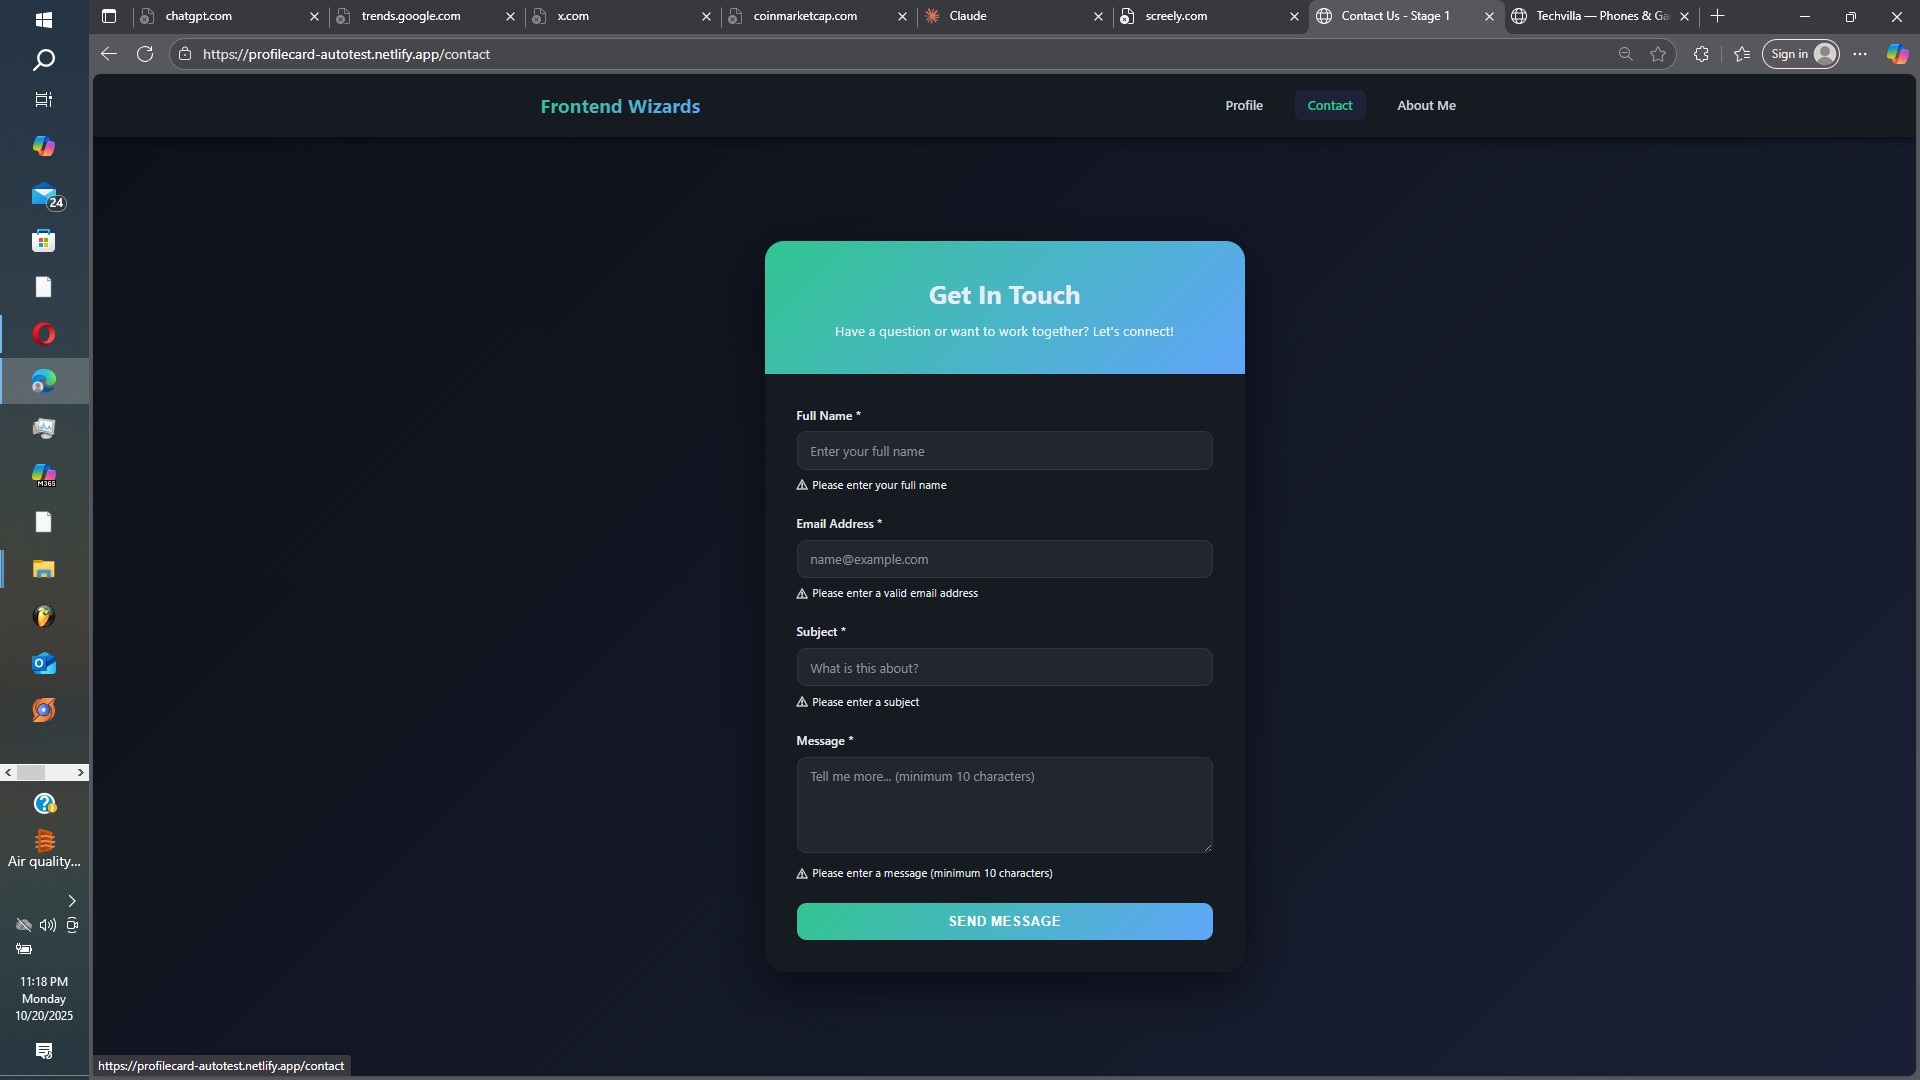 chatgpt.com
trends.google.com
x.com
coinmarketcap.com
Claude
screely.com
Contact Us - Stage 1
Techvilla — Phones & Ga
https://profilecard-autotest.netlify.app/contact
Sign in
Frontend Wizards
Profile
Contact
About Me
24
M365
Get In Touch
Have a question or want to work together? Let's connect!
Full Name *
Enter your full name
⚠ Please enter your full name
Email Address *
name@example.com
⚠ Please enter a valid email address
Subject *
What is this about?
⚠ Please enter a subject
Message *
Tell me more... (minimum 10 characters)
⚠ Please enter a message (minimum 10 characters)
SEND MESSAGE
Air quality...
11:18 PM
Monday
10/20/2025
https://profilecard-autotest.netlify.app/contact